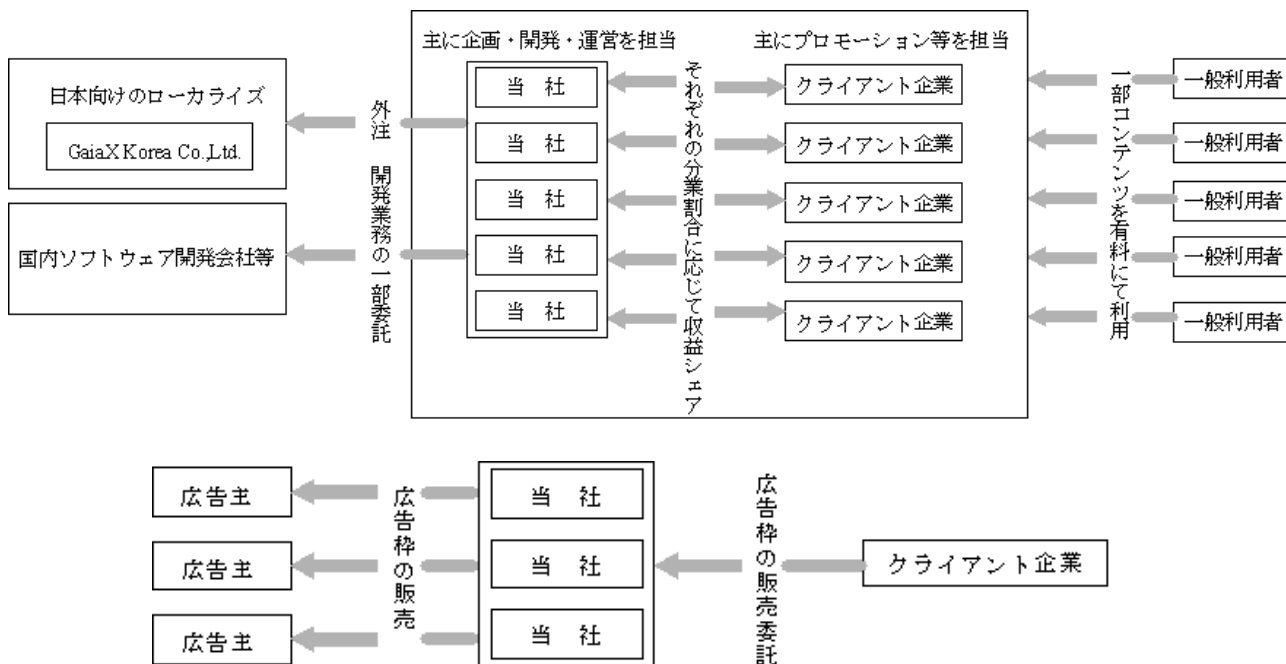 主に企画・開発・運営を担当
主にプロモーション等を担当
日本向けのローカライズ
GaiaX Korea Co.,Ltd.
国内ソフトウェア開発会社等
外注 開発業務の一部委託
当 社
当 社
当 社
当 社
当 社
それぞれの分業割合に応じて収益シェア
クライアント企業
クライアント企業
クライアント企業
クライアント企業
クライアント企業
一部コンテンツを有料にて利用
一般利用者
一般利用者
一般利用者
一般利用者
一般利用者
広告主
広告主
広告主
広告枠の販売
当 社
当 社
当 社
広告枠の販売委託
クライアント企業